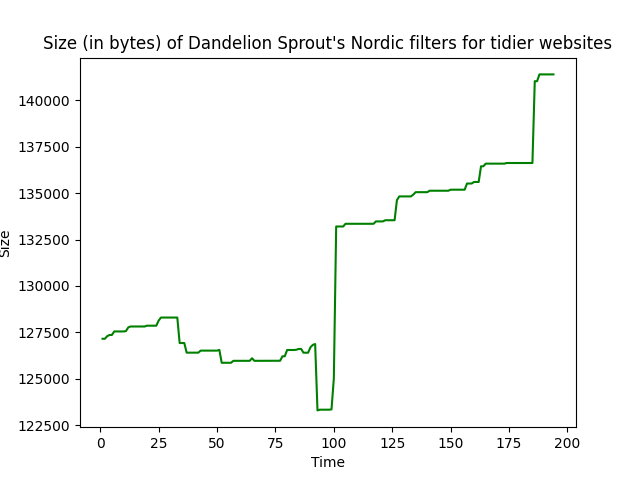 Size (in bytes) of Dandelion Sprout's Nordic filters for tidier websites
140000
137500
135000
132500
130000
127500
125000
122500
Size
0 25 50 75 100 125 150 175 200
Time